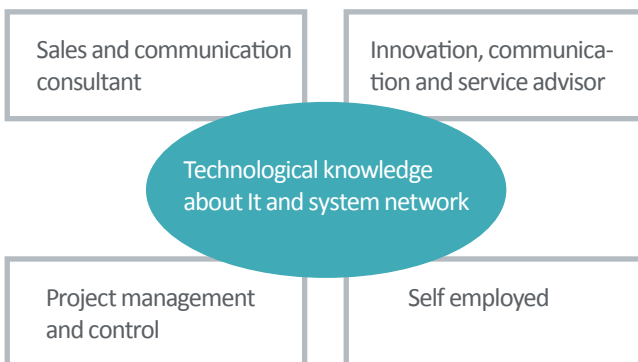 Sales and communication
consultant
Innovation, communica-
tion and service advisor
Technological knowledge
about It and system network
Project management
and control
Self employed